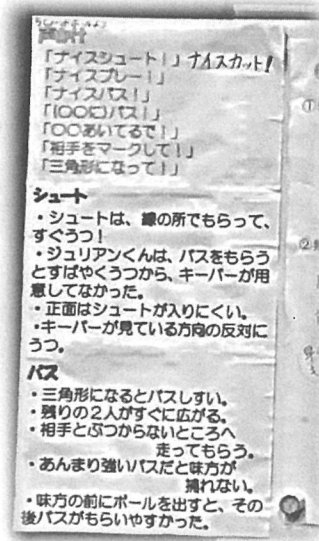 「ナイスシュート!」ナイスカット!
「ナイスプレー!」
「ナイスパス!」
「(〇〇に)パス!」
「〇〇あいてるで!」
「相手をマークして!」
「三角形になって!」
シュート
・シュートは、線の所でもらって、
すぐうつ!
・ジュリアンくんは、パスをもらう
とすばやくうつから、キーパーが用
意してなかった。
・正面はシュートが入りにくい。
・キーパーが見ている方向の反対に
うつ。
パス
・三角形になるとパスしすい。
・残りの2人がすぐに広がる。
・相手とぶつからないところへ
走ってもらう。
・あんまり強いパスだと味方が
捕れない。
・味方の前にボールを出すと、その
後パスがもらいやすかった。
①
②